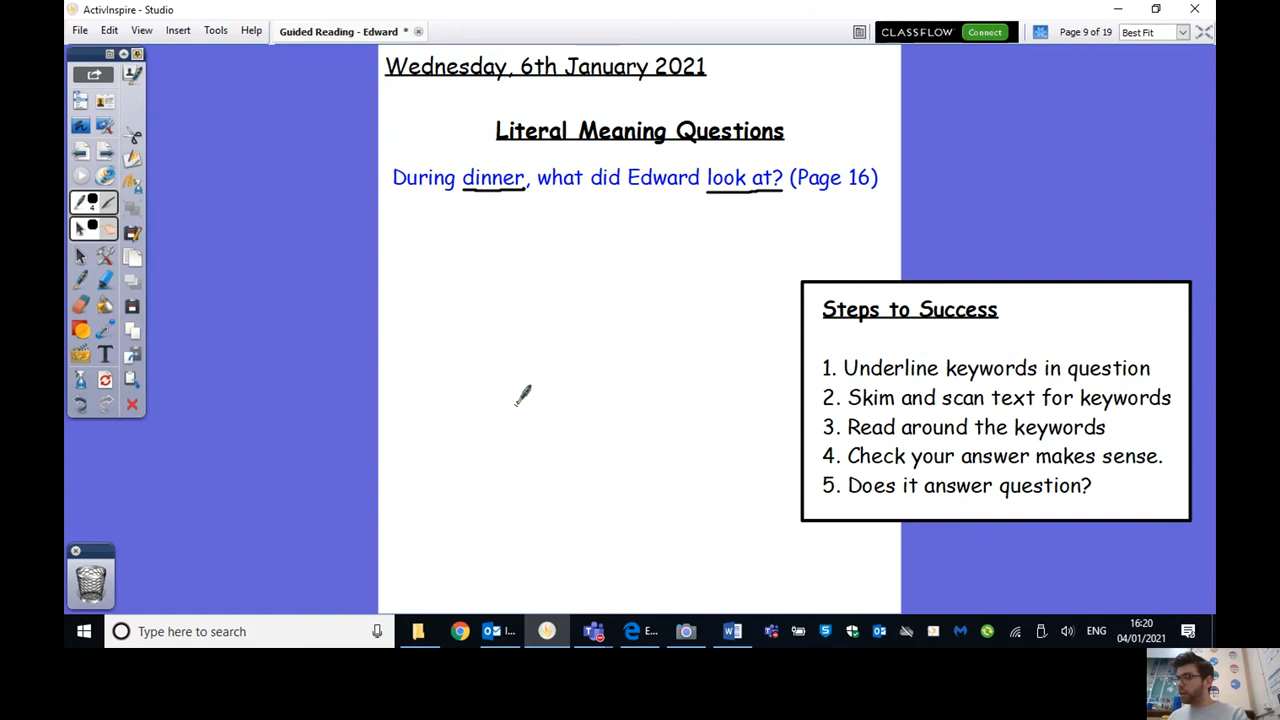 ActivInspire - Studio
File Edit View Insert Tools Help
Guided Reading - Edward *
CLASSFLOW Connect
Page 9 of 19
Best Fit
Wednesday, 6th January 2021
Literal Meaning Questions
During dinner, what did Edward look at? (Page 16)
4
Steps to Success
1. Underline keywords in question
2. Skim and scan text for keywords
3. Read around the keywords
4. Check your answer makes sense.
5. Does it answer question?
Type here to search
I...
E...
ENG
16:20
04/01/2021